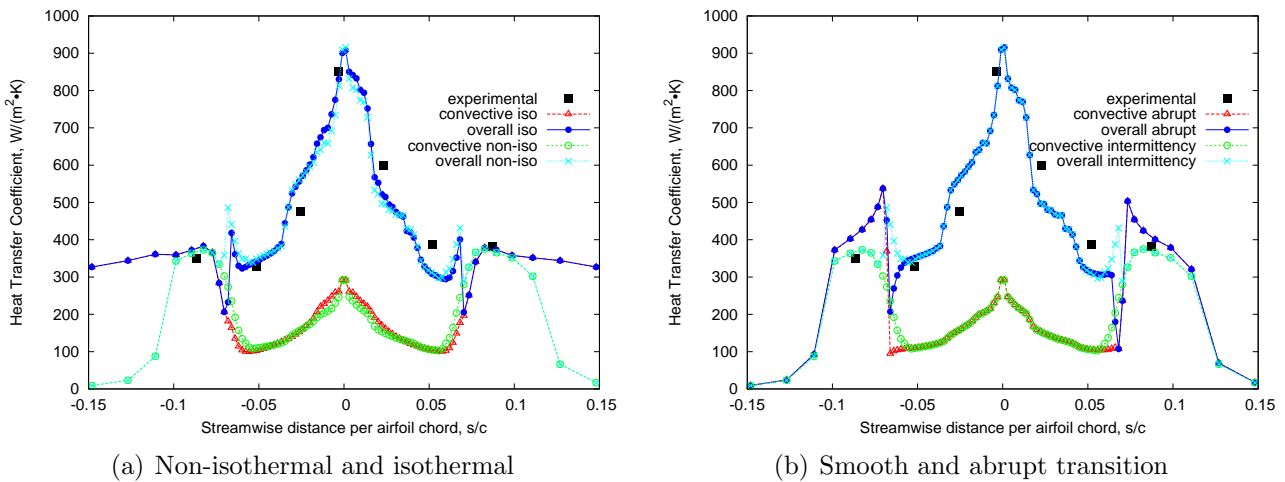 1000
900
800
700
600
500
400
300
200
100
0
-0.15
-0.1
-0.05
0
0.05
0.1
0.15
Heat Transfer Coefficient, W/(m²•K)
Streamwise distance per airfoil chord, s/c
experimental
convective iso
overall iso
convective non-iso
overall non-iso
(a) Non-isothermal and isothermal
1000
900
800
700
600
500
400
300
200
100
0
-0.15
-0.1
-0.05
0
0.05
0.1
0.15
Heat Transfer Coefficient, W/(m²•K)
Streamwise distance per airfoil chord, s/c
experimental
convective abrupt
overall abrupt
convective intermittency
overall intermittency
(b) Smooth and abrupt transition